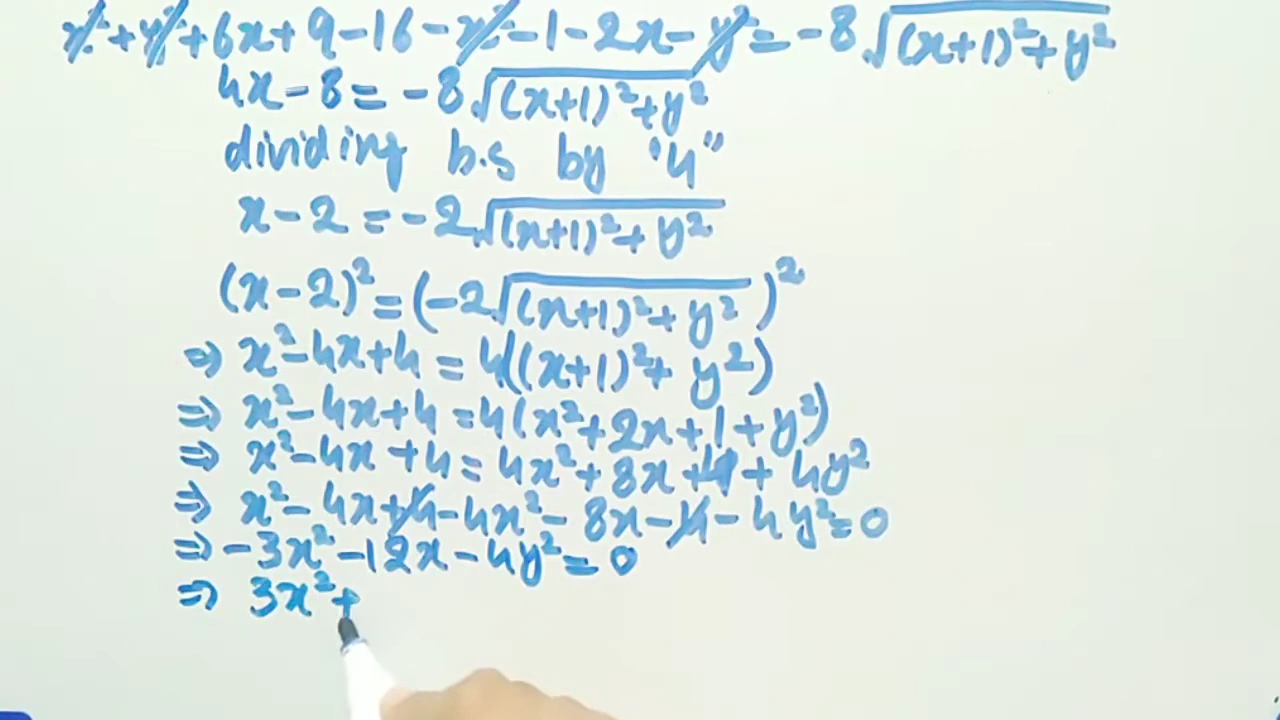 x² + y² + 6x + 9 - 16 - x² - 1 - 2x - y² = -8√(x+1)² + y²
4x - 8 = -8√(x+1)² + y²
dividing b.s by "4"
x - 2 = -2√(x+1)² + y²
(x - 2)² = (-2√(x+1)² + y²)²
⇒ x² - 4x + 4 = 4((x+1)² + y²)
⇒ x² - 4x + 4 = 4(x² + 2x + 1 + y²)
⇒ x² - 4x + 4 = 4x² + 8x + 4 + 4y²
⇒ x² - 4x + 4 - 4x² - 8x - 4 - 4y² = 0
⇒ -3x² - 12x - 4y² = 0
⇒ 3x² +